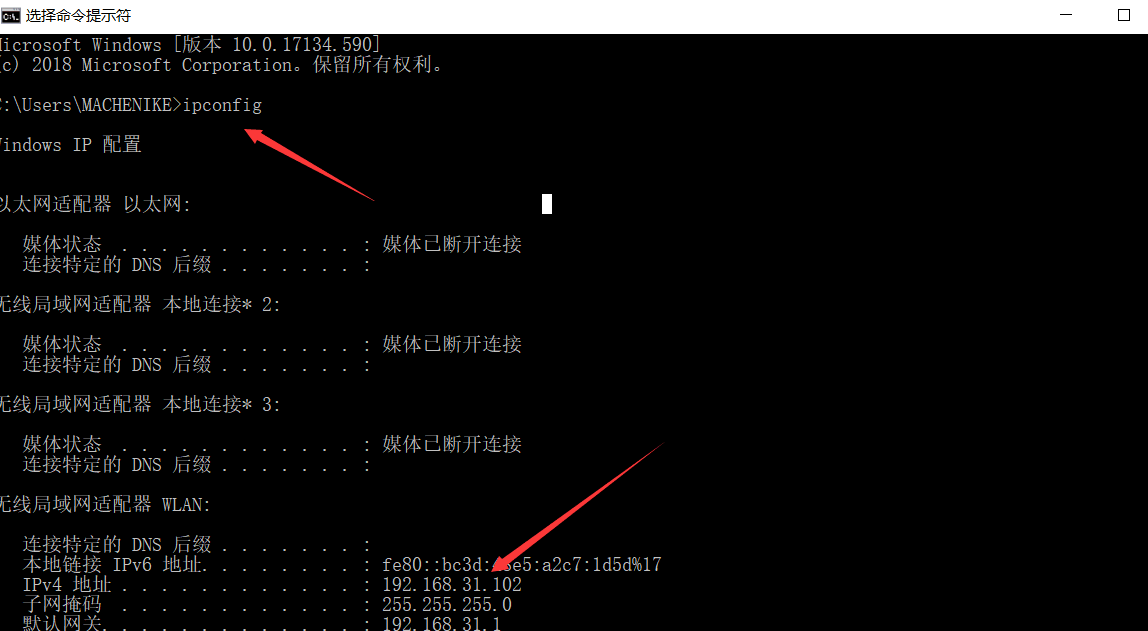 选择命令提示符
Microsoft Windows [版本 10.0.17134.590]
(c) 2018 Microsoft Corporation。保留所有权利。
C:\Users\MACHENIKE>ipconfig
Windows IP 配置
以太网适配器 以太网:
媒体状态 . . . . . . . . . . . . : 媒体已断开连接
连接特定的 DNS 后缀 . . . . . . . :
无线局域网适配器 本地连接* 2:
媒体状态 . . . . . . . . . . . . : 媒体已断开连接
连接特定的 DNS 后缀 . . . . . . . :
无线局域网适配器 本地连接* 3:
媒体状态 . . . . . . . . . . . . : 媒体已断开连接
连接特定的 DNS 后缀 . . . . . . . :
无线局域网适配器 WLAN:
连接特定的 DNS 后缀 . . . . . . . :
本地链接 IPv6 地址. . . . . . . . : fe80::bc3d: e5:a2c7:1d5d%17
IPv4 地址 . . . . . . . . . . . . : 192.168.31.102
子网掩码 . . . . . . . . . . . . : 255.255.255.0
默认网关. . . . . . . . . . . . . : 192.168.31.1